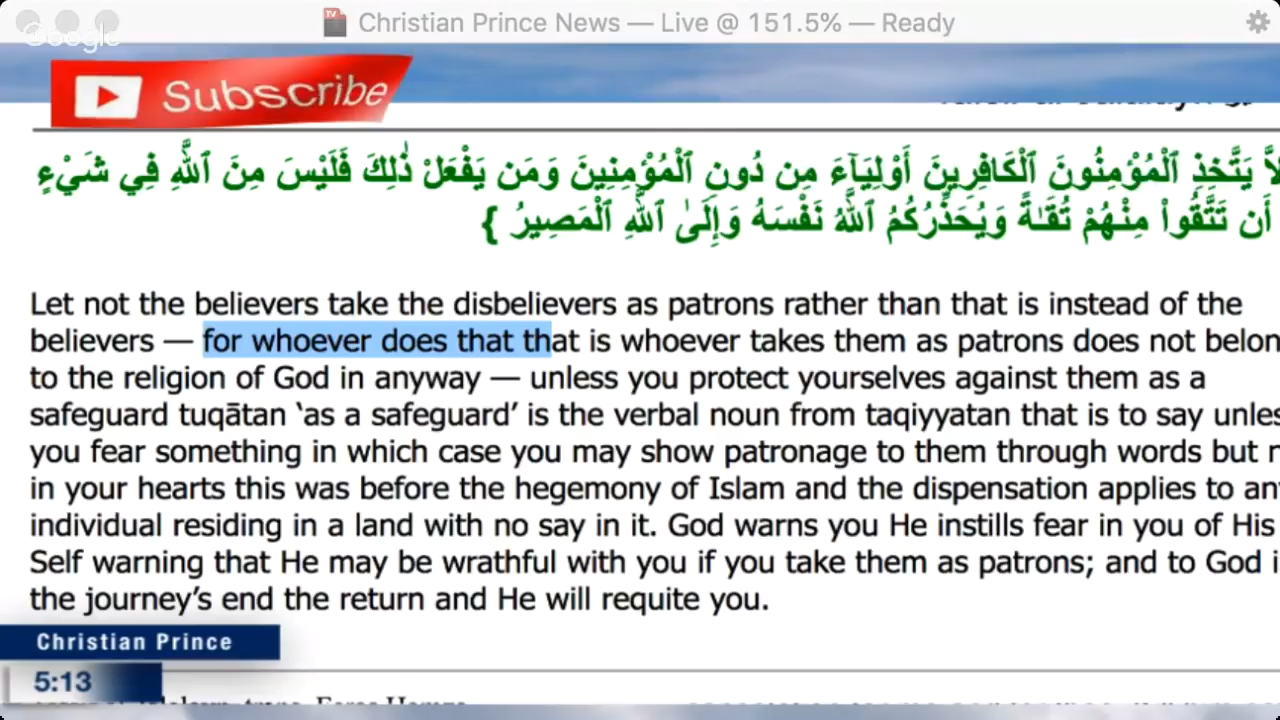 Christian Prince News — Live @ 151.5% — Ready
Google
Subscribe
لاَّ يَتَّخِذِ ٱلْمُؤْمِنُونَ ٱلْكَافِرِينَ أَوْلِيَآءَ مِن دُونِ ٱلْمُؤْمِنِينَ وَمَن يَفْعَلْ ذٰلِكَ فَلَيْسَ مِنَ ٱللَّهِ فِي شَيْءٍ
أَن تَتَّقُواْ مِنْهُمْ تُقَـٰةً وَيُحَذِّرُكُمُ ٱللَّهُ نَفْسَهُ وَإِلَىٰ ٱللَّهِ ٱلْمَصِيرُ }
Let not the believers take the disbelievers as patrons rather than that is instead of the
believers — for whoever does that that is whoever takes them as patrons does not belon
to the religion of God in anyway — unless you protect yourselves against them as a
safeguard tuqātan ‘as a safeguard’ is the verbal noun from taqiyyatan that is to say unles
you fear something in which case you may show patronage to them through words but
in your hearts this was before the hegemony of Islam and the dispensation applies to an
individual residing in a land with no say in it. God warns you He instills fear in you of His
Self warning that He may be wrathful with you if you take them as patrons; and to God i
the journey’s end the return and He will requite you.
Christian Prince
5:13